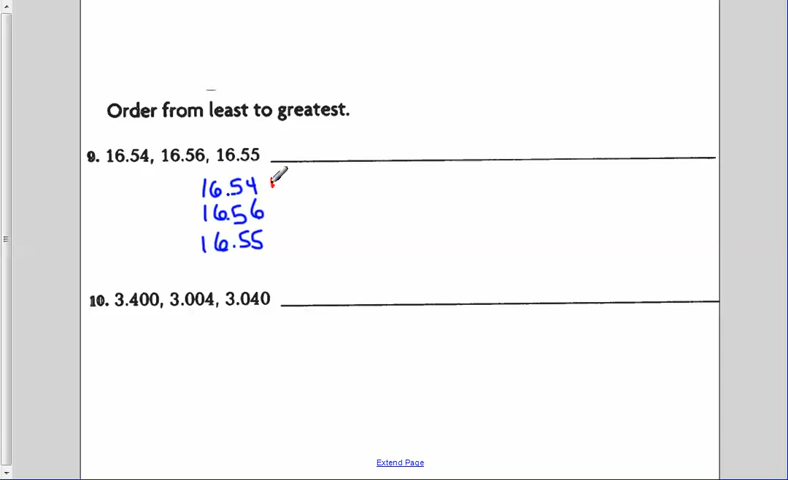 Order from least to greatest.
9. 16.54, 16.56, 16.55
16.54
16.56
16.55
10. 3.400, 3.004, 3.040
Extend Page